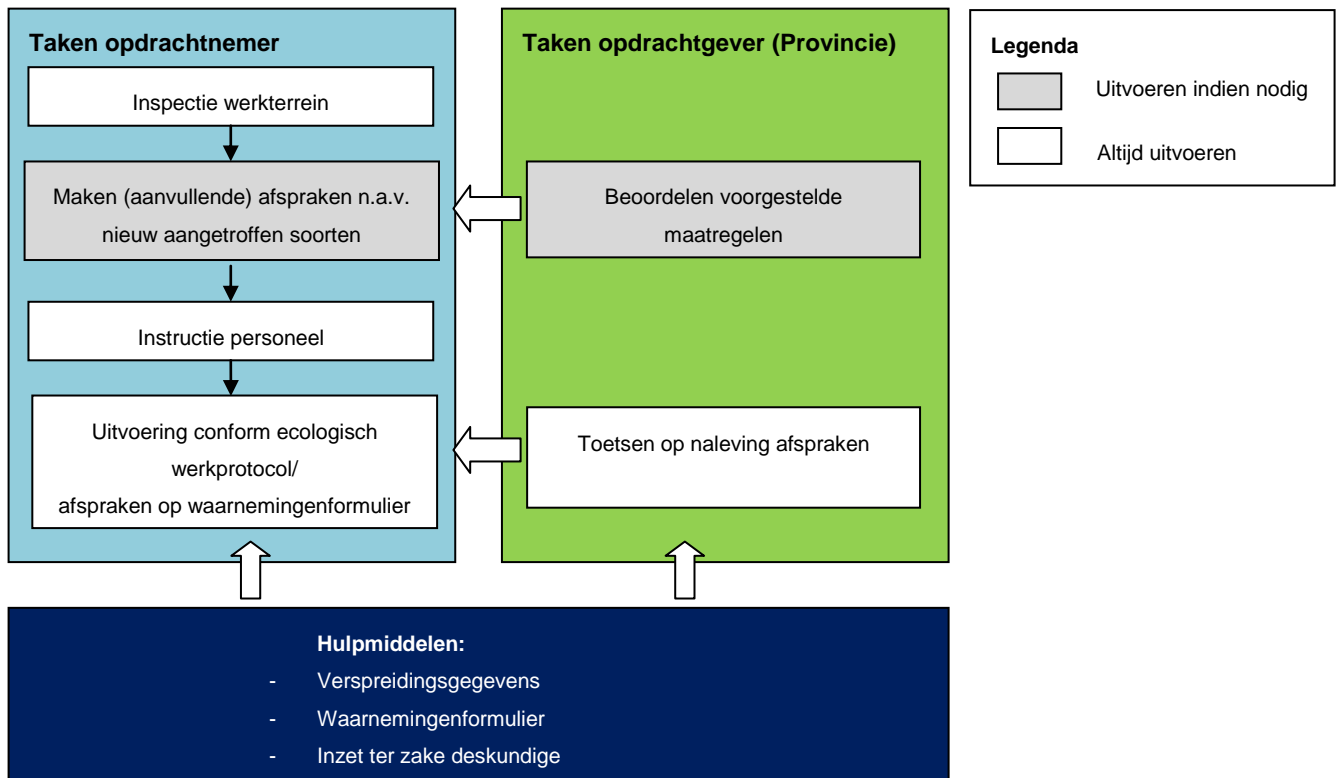 Taken opdrachtnemer
Inspectie werkterrein
Maken (aanvullende) afspraken n.a.v.
nieuw aangetroffen soorten
Instructie personeel
Uitvoering conform ecologisch
werkprotocol/
afspraken op waarnemingenformulier
Taken opdrachtgever (Provincie)
Beoordelen voorgestelde
maatregelen
Toetsen op naleving afspraken
Legenda
Uitvoeren indien nodig
Altijd uitvoeren
Hulpmiddelen:
- Verspreidingsgegevens
- Waarnemingenformulier
- Inzet ter zake deskundige